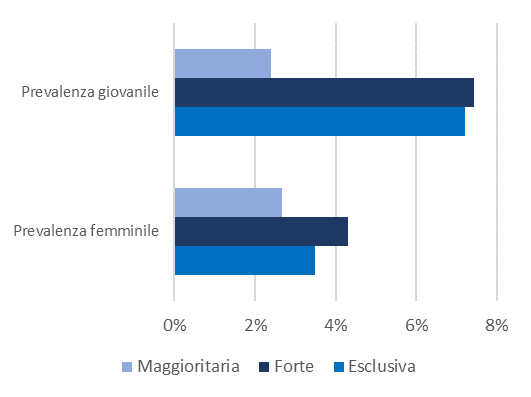 Prevalenza giovanile
Prevalenza femminile
0% 2% 4% 6% 8%
Maggioritaria Forte Esclusiva